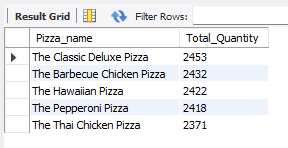 Result Grid Filter Rows:
Pizza_name Total_Quantity
The Classic Deluxe Pizza 2453
The Barbecue Chicken Pizza 2432
The Hawaiian Pizza 2422
The Pepperoni Pizza 2418
The Thai Chicken Pizza 2371